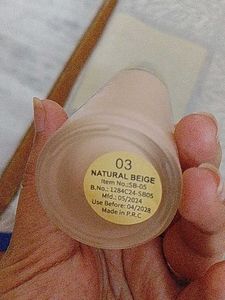 03
NATURAL BEIGE
Item No.:SB-05
B.No.: 1284C24-SB05
Mfd.: 05/2024
Use Before: 04/2028
Made in P.R.C